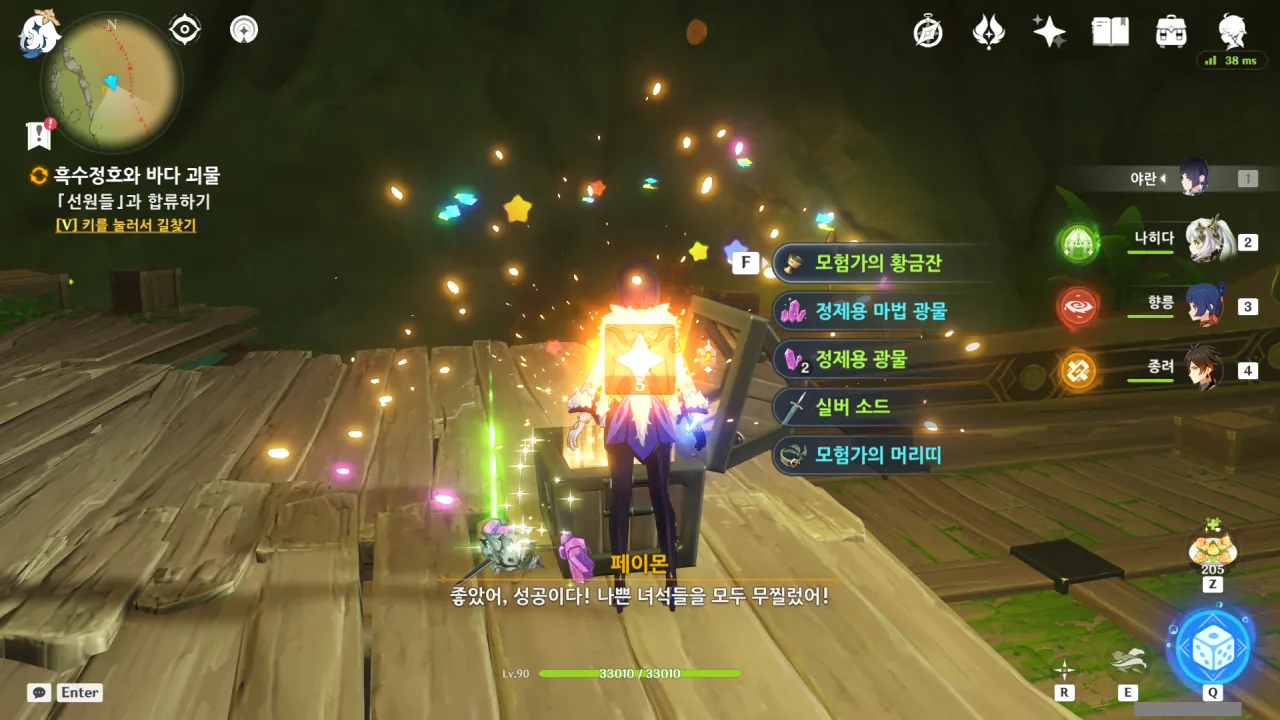 N
38 ms
흑수정호와 바다 괴물
「선원들」과 합류하기
[V] 키를 눌러서 길찾기
야란
1
나히다
2
향릉
3
종려
4
F
모험가의 황금잔
정제용 마법 광물
2
정제용 광물
실버 소드
모험가의 머리띠
5
페이몬
좋았어, 성공이다! 나쁜 녀석들을 모두 무찔렀어!
Lv.90
33010 / 33010
205
Z
R
E
Q
Enter